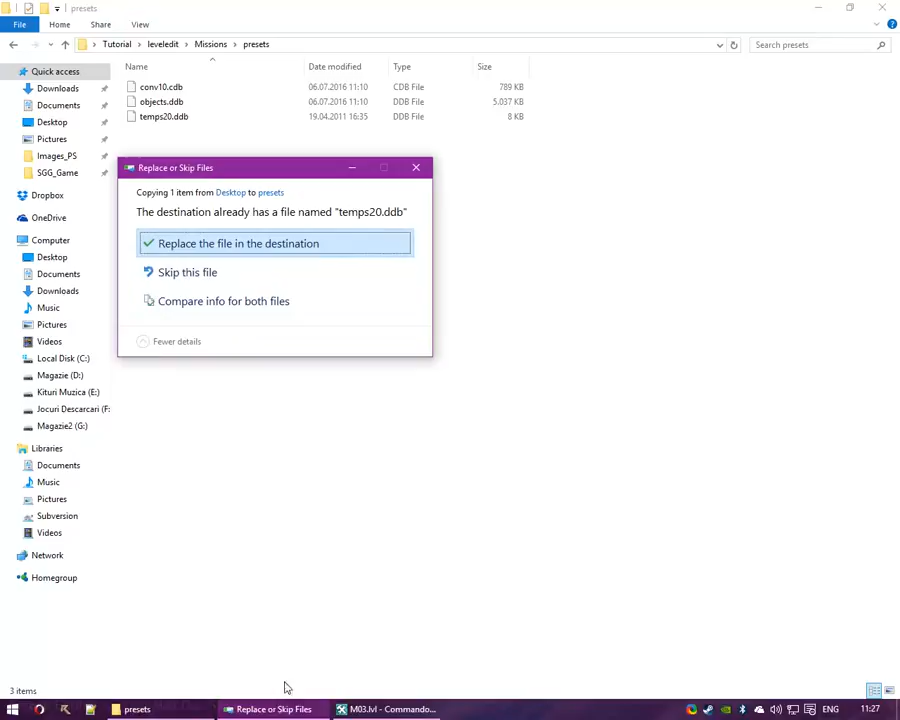 presets
File Home Share View
Tutorial leveledit Missions presets Search presets
Name Date modified Type Size
Quick access
Downloads
Documents
Desktop
Pictures
Images_PS
SGG_Game
Dropbox
OneDrive
Computer
Desktop
Documents
Downloads
Music
Pictures
Videos
Local Disk (C:)
Magazie (D:)
Kituri Muzica (E:)
Jocuri Descarcari (F:
Magazie2 (G:)
Libraries
Documents
Music
Pictures
Subversion
Videos
Network
Homegroup
conv10.cdb 06.07.2016 11:10 CDB File 789 KB
objects.ddb 06.07.2016 11:10 DDB File 5.037 KB
temps20.ddb 19.04.2011 16:35 DDB File 8 KB
Replace or Skip Files
Copying 1 item from Desktop to presets
The destination already has a file named "temps20.ddb"
Replace the file in the destination
Skip this file
Compare info for both files
Fewer details
3 items
presets Replace or Skip Files M03.lvl - Commando... ENG 11:27